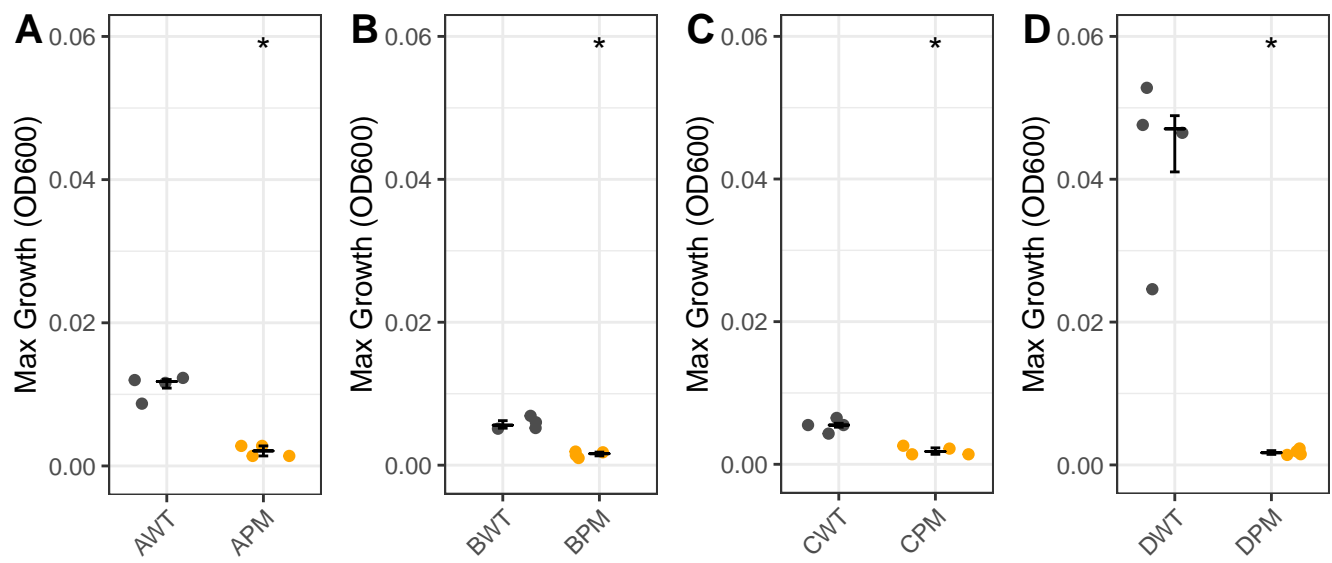 A
Max Growth (OD600)
0.06
0.04
0.02
0.00
*
AWT
APM
B
Max Growth (OD600)
0.06
0.04
0.02
0.00
*
BWT
BPM
C
Max Growth (OD600)
0.06
0.04
0.02
0.00
*
CWT
CPM
D
Max Growth (OD600)
0.06
0.04
0.02
0.00
*
DWT
DPM